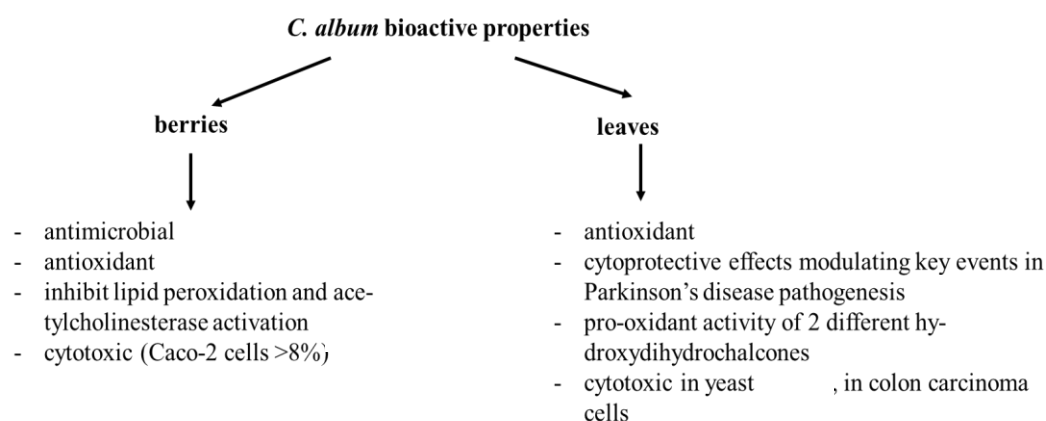 C. album bioactive properties
berries
leaves
- antimicrobial
- antioxidant
- inhibit lipid peroxidation and ace-
tylcholinesterase activation
- cytotoxic (Caco-2 cells >8%)
- antioxidant
- cytoprotective effects modulating key events in
Parkinson’s disease pathogenesis
- pro-oxidant activity of 2 different hy-
droxydihydrochalcones
- cytotoxic in yeast , in colon carcinoma
cells